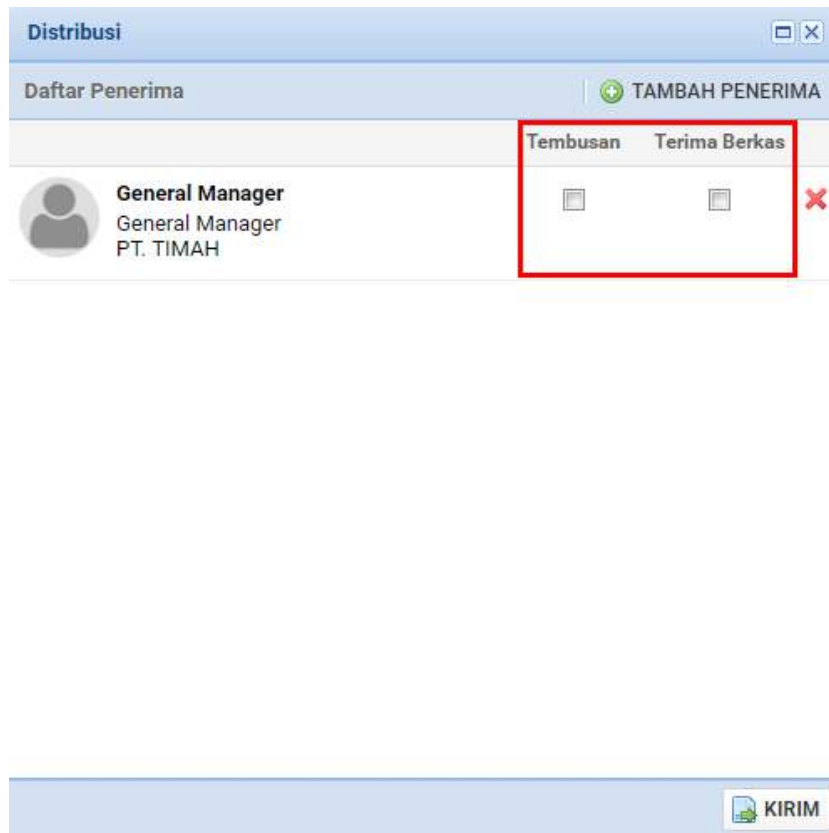 Distribusi
Daftar Penerima
TAMBAH PENERIMA
Tembusan Terima Berkas
General Manager
General Manager
PT. TIMAH
KIRIM